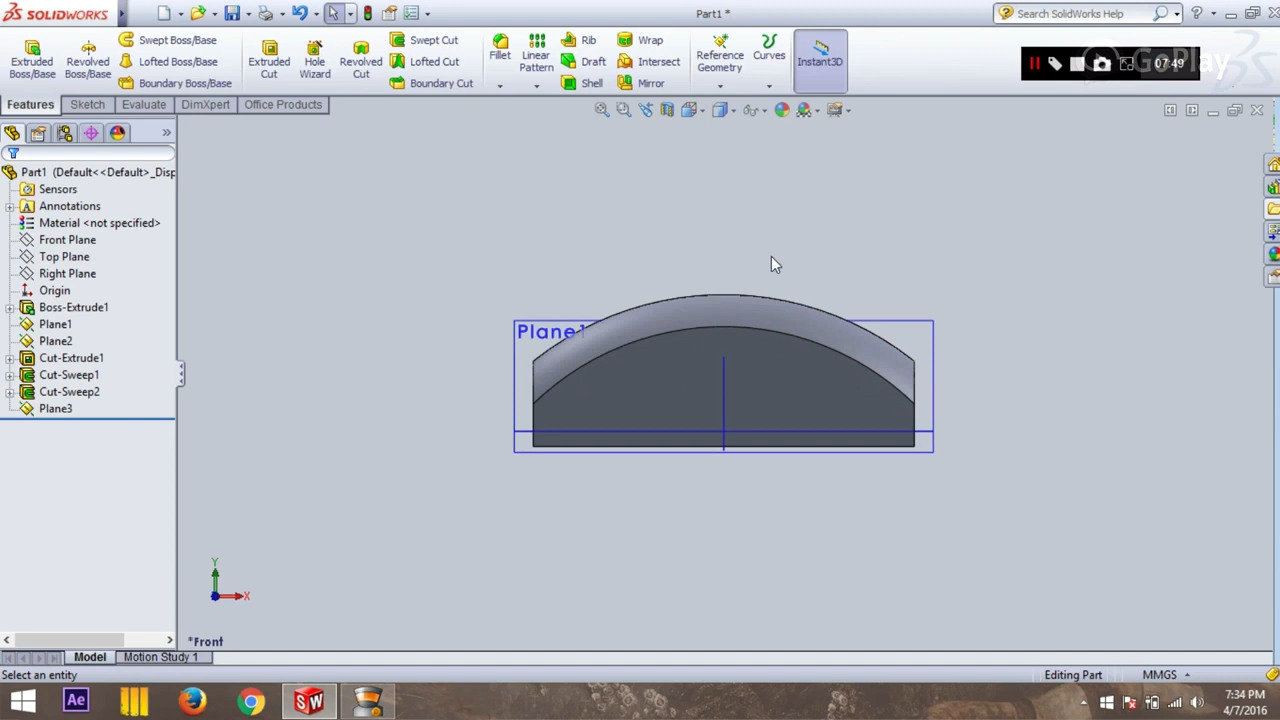 SOLIDWORKS
Part1 *
Search SolidWorks Help
Extruded Boss/Base
Revolved Boss/Base
Swept Boss/Base
Lofted Boss/Base
Boundary Boss/Base
Extruded Cut
Hole Wizard
Revolved Cut
Swept Cut
Lofted Cut
Boundary Cut
Fillet
Linear Pattern
Rib
Draft
Shell
Wrap
Intersect
Mirror
Reference Geometry
Curves
Instant3D
GoPlay
07:49
Features
Sketch
Evaluate
DimXpert
Office Products
Part1 (Default<<Default>_Disp
Sensors
Annotations
Material <not specified>
Front Plane
Top Plane
Right Plane
Origin
Boss-Extrude1
Plane1
Plane2
Cut-Extrude1
Cut-Sweep1
Cut-Sweep2
Plane3
Plane1
Y
X
*Front
Model
Motion Study 1
Select an entity
Editing Part
MMGS
Ae
SW
7:34 PM
4/7/2016